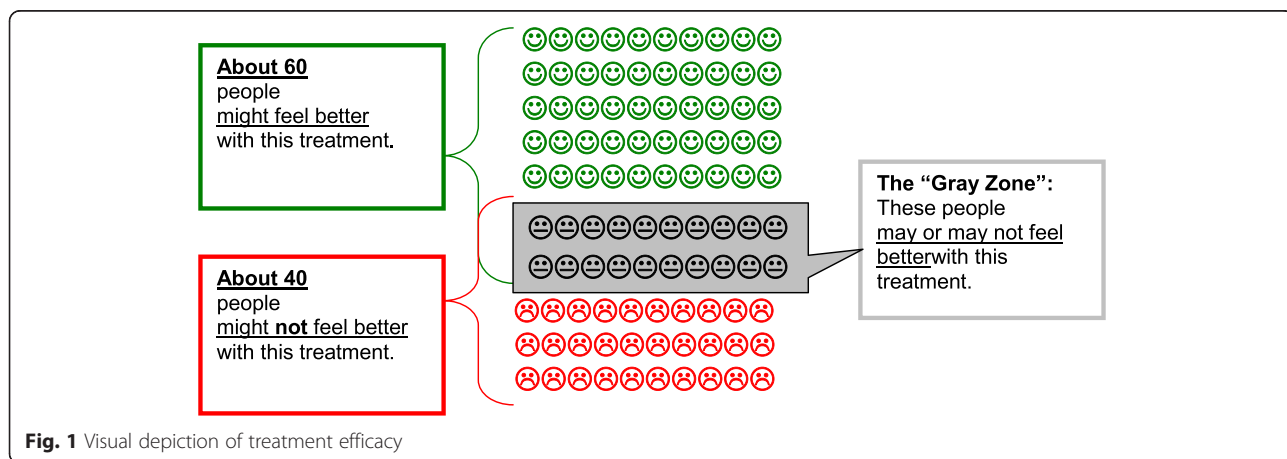 About 60
people
might feel better
with this treatment.
The “Gray Zone”:
These people
may or may not feel
betterwith this
treatment.
About 40
people
might not feel better
with this treatment.
Fig. 1 Visual depiction of treatment efficacy